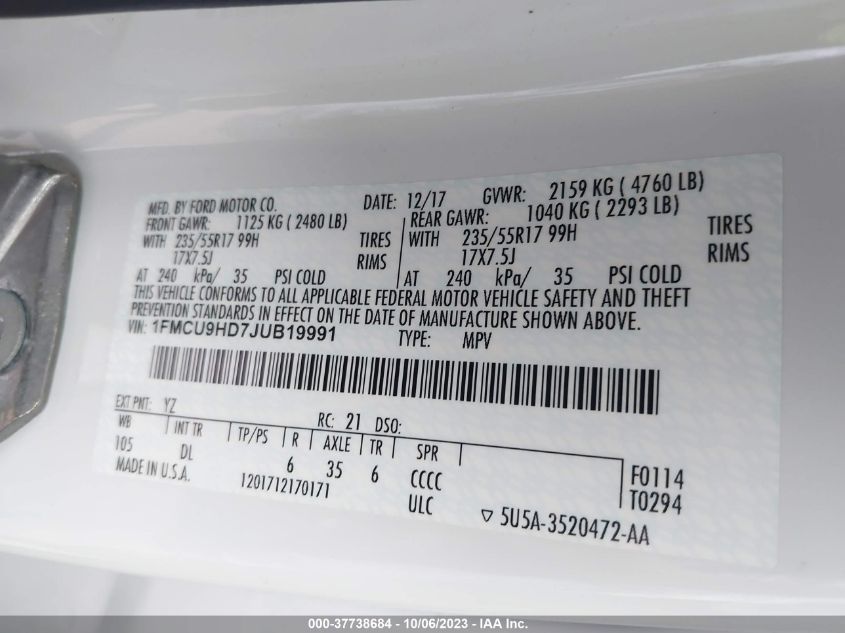 MFD. BY FORD MOTOR CO. DATE: 12/17 GVWR: 2159 KG ( 4760 LB)
FRONT GAWR: 1125 KG ( 2480 LB) REAR GAWR: 1040 KG ( 2293 LB)
WITH 235/55R17 99H TIRES WITH 235/55R17 99H TIRES
17X7.5J RIMS 17X7.5J RIMS
AT 240 kPa/ 35 PSI COLD AT 240 kPa/ 35 PSI COLD
THIS VEHICLE CONFORMS TO ALL APPLICABLE FEDERAL MOTOR VEHICLE SAFETY AND THEFT
PREVENTION STANDARDS IN EFFECT ON THE DATE OF MANUFACTURE SHOWN ABOVE.
VIN: 1FMCU9HD7JUB19991 TYPE: MPV
EXT PNT: YZ RC: 21 DSO:
WB INT TR TP/PS R AXLE TR SPR
105 DL 6 35 6 CCCC F0114
MADE IN U.S.A. 1201712170171 ULC T0294
▽ 5U5A-3520472-AA
000-37738684 - 10/06/2023 - IAA Inc.